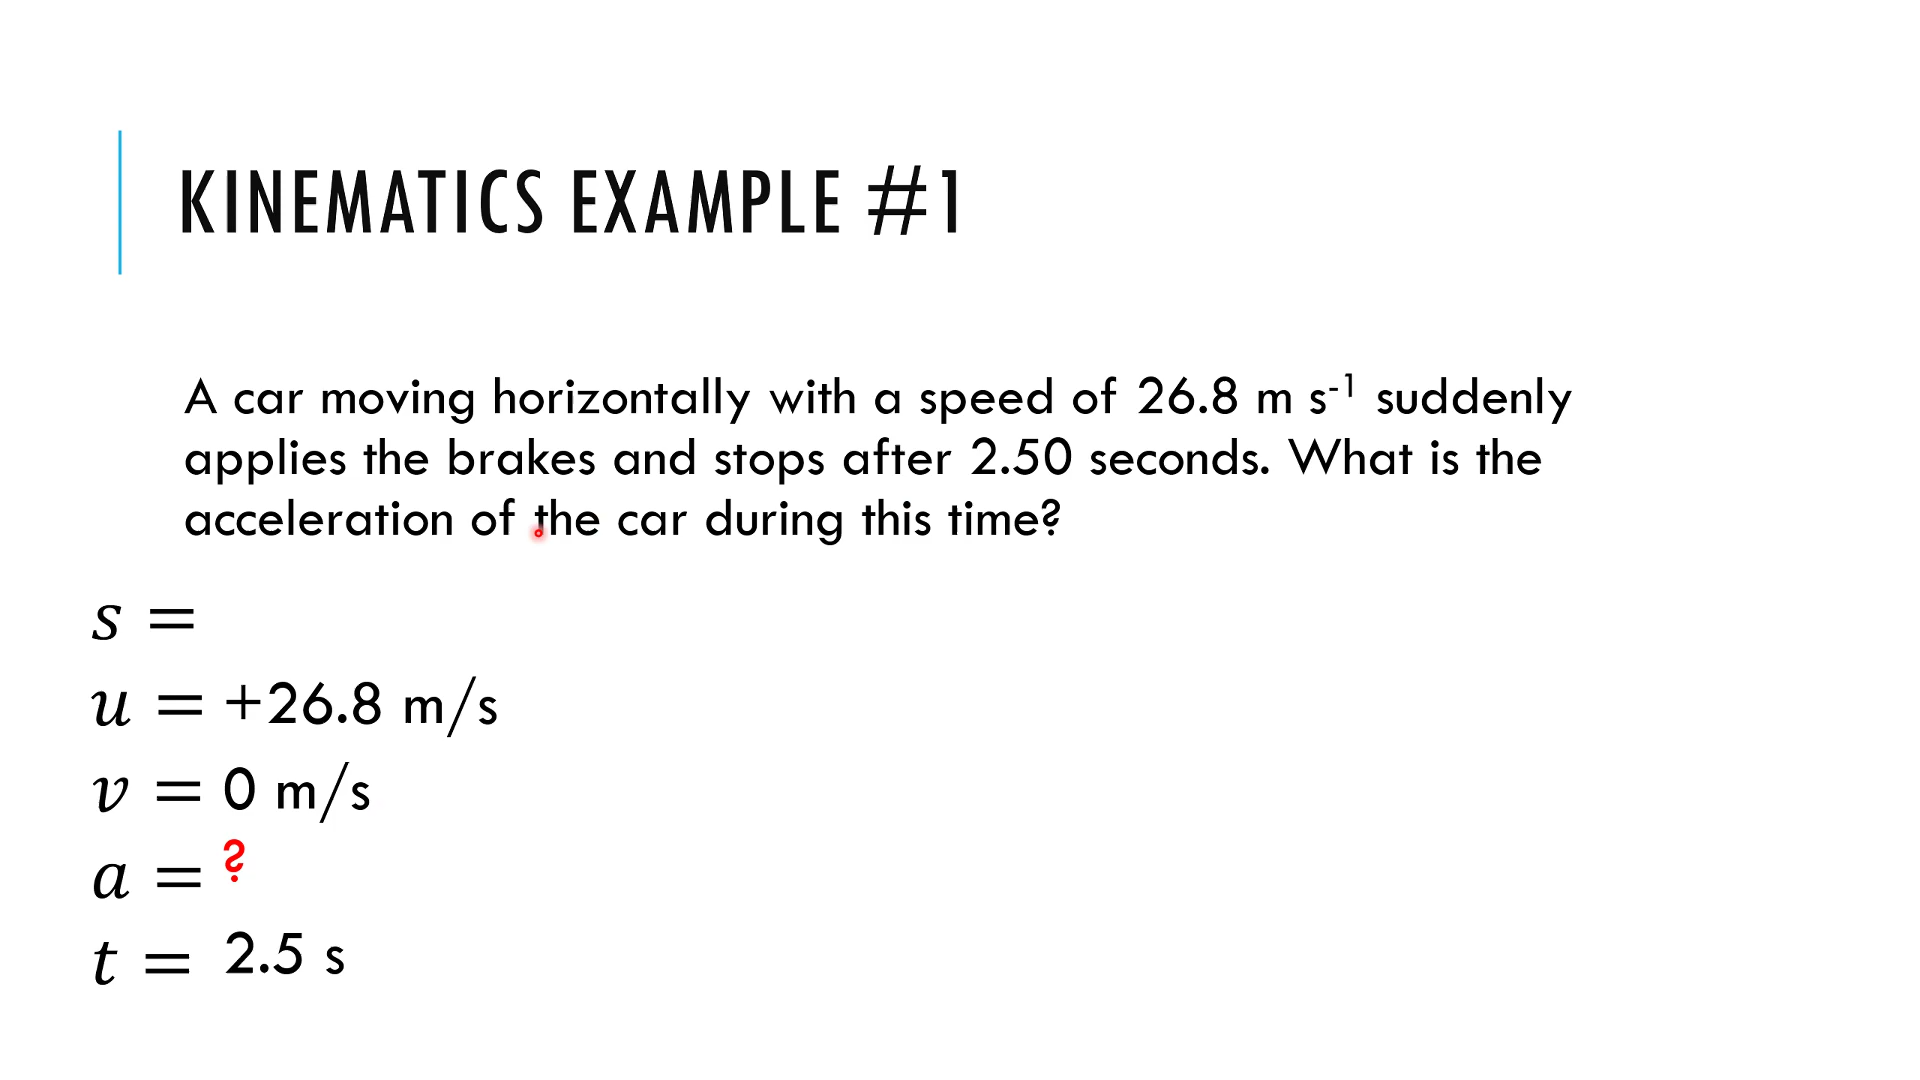 KINEMATICS EXAMPLE #1
A car moving horizontally with a speed of 26.8 m s⁻¹ suddenly
applies the brakes and stops after 2.50 seconds. What is the
acceleration of the car during this time?
s =
u = +26.8 m/s
v = 0 m/s
a = ?
t = 2.5 s